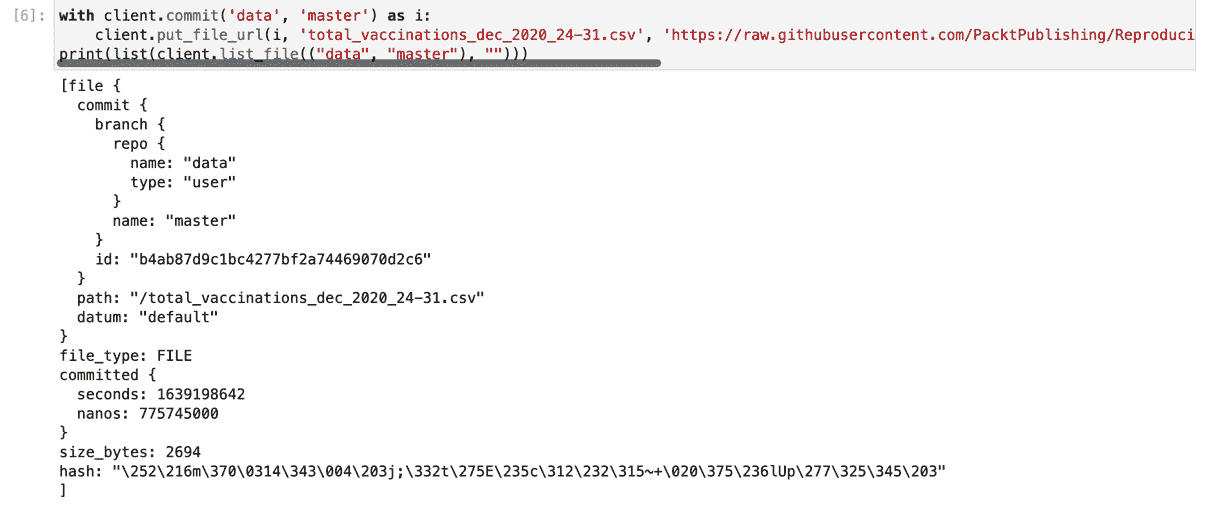 [6]: with client.commit('data', 'master') as i:
    client.put_file_url(i, 'total_vaccinations_dec_2020_24-31.csv', 'https://raw.githubusercontent.com/PacktPublishing/Reproduci
print(list(client.list_file(("data", "master"), "")))
[file {
  commit {
    branch {
      repo {
        name: "data"
        type: "user"
      }
      name: "master"
    }
    id: "b4ab87d9c1bc4277bf2a74469070d2c6"
  }
  path: "/total_vaccinations_dec_2020_24-31.csv"
  datum: "default"
}
file_type: FILE
committed {
  seconds: 1639198642
  nanos: 775745000
}
size_bytes: 2694
hash: "\252\216m\370\0314\343\004\203j;\332t\275E\235c\312\232\315~+\020\375\236lUp\277\325\345\203"
]